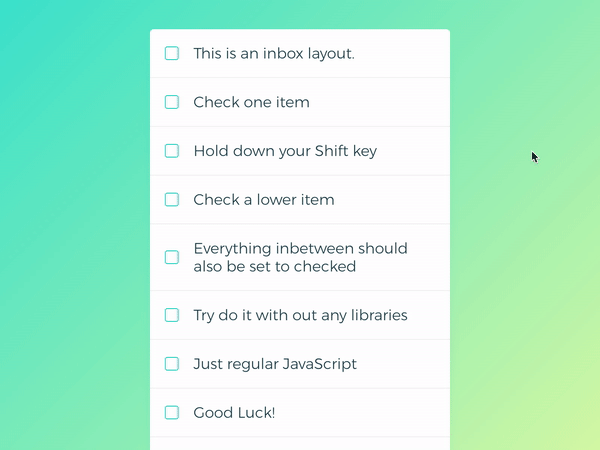 This is an inbox layout.
Check one item
Hold down your Shift key
Check a lower item
Everything inbetween should
also be set to checked
Try do it with out any libraries
Just regular JavaScript
Good Luck!